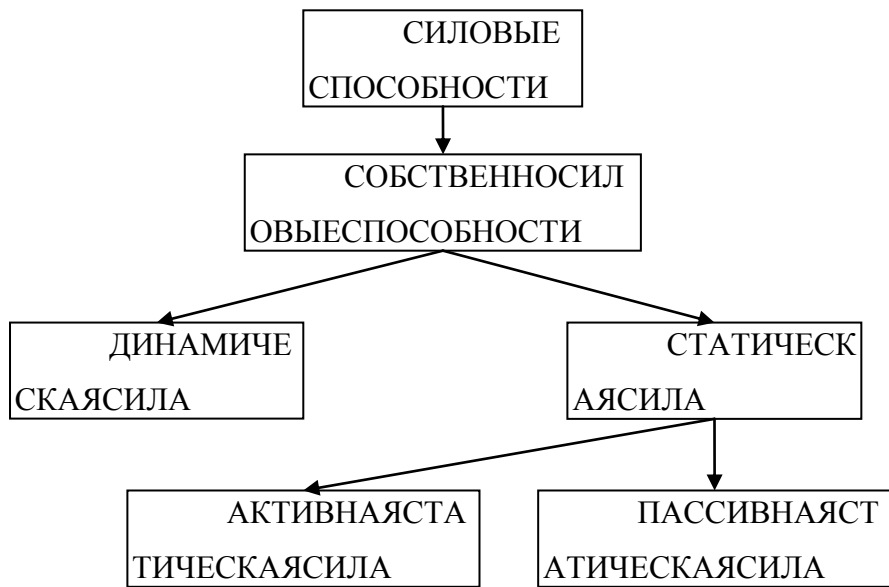 СИЛОВЫЕ
СПОСОБНОСТИ
СОБСТВЕННОСИЛ
ОВЫЕСПОСОБНОСТИ
ДИНАМИЧЕ
СКАЯСИЛА
СТАТИЧЕСК
АЯСИЛА
АКТИВНАЯСТА
ТИЧЕСКАЯСИЛА
ПАССИВНАЯСТ
АТИЧЕСКАЯСИЛА